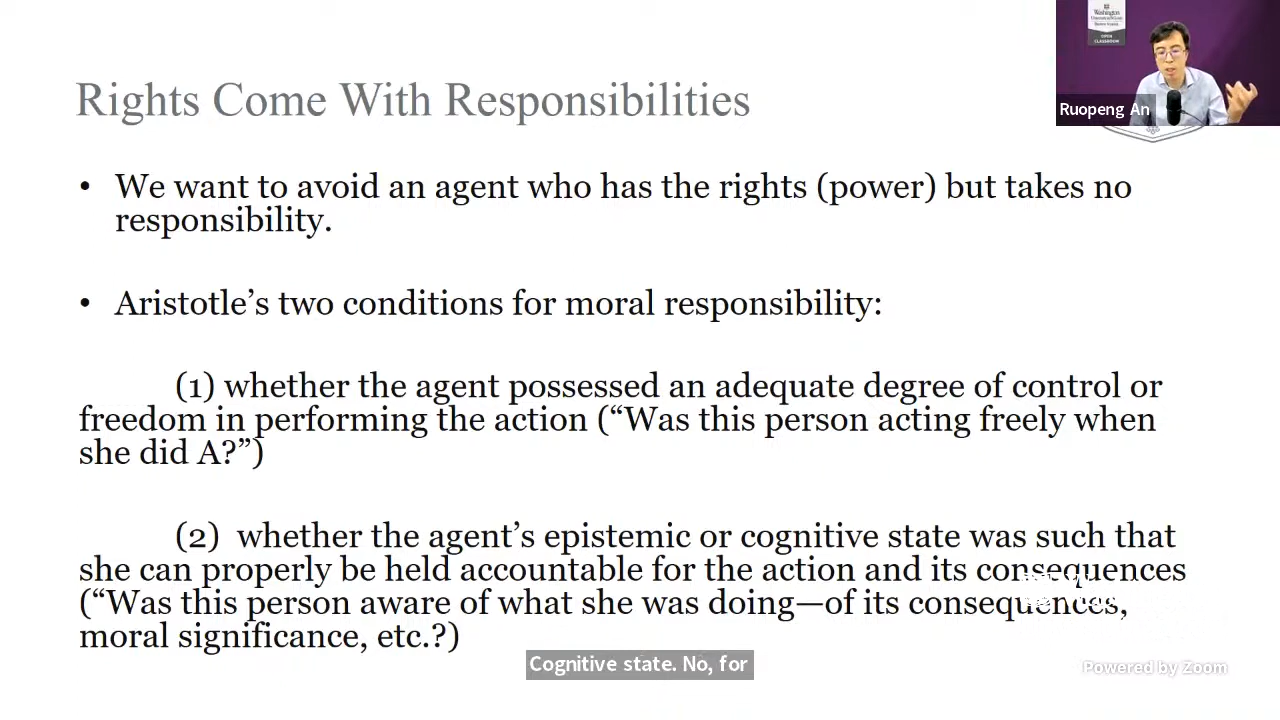 Washington
OPEN
CLASSROOM
Ruopeng An
Rights Come With Responsibilities
• We want to avoid an agent who has the rights (power) but takes no
responsibility.
• Aristotle’s two conditions for moral responsibility:
(1) whether the agent possessed an adequate degree of control or
freedom in performing the action (“Was this person acting freely when
she did A?”)
(2) whether the agent’s epistemic or cognitive state was such that
she can properly be held accountable for the action and its consequences
(“Was this person aware of what she was doing—of its consequences,
moral significance, etc.?)
Cognitive state. No, for
Powered by Zoom